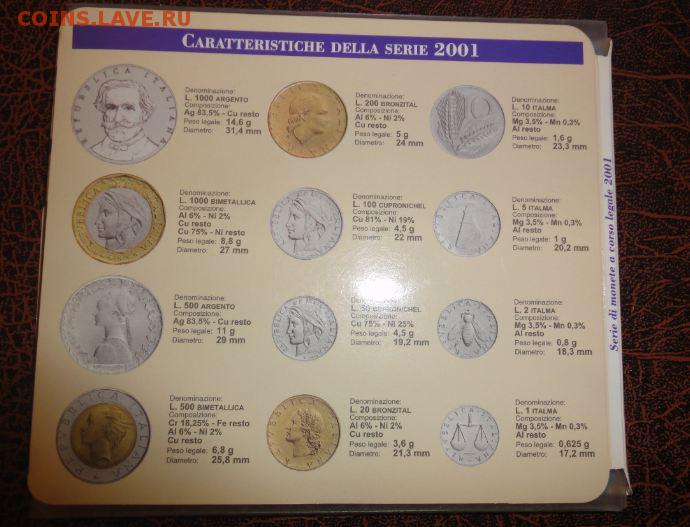 COINS.LAVE.RU
CARATTERISTICHE DELLA SERIE 2001
Denominazione:
L. 1000 ARGENTO
Composizione:
Ag 83,5% - Cu resto
Peso legale: 14,6 g
Diametro: 31,4 mm
Denominazione:
L. 200 BRONZITAL
Composizione:
Al 6% - Ni 2%
Cu resto
Peso legale: 5 g
Diametro: 24 mm
Denominazione:
L. 10 ITALMA
Composizione:
Mg 3,5% - Mn 0,3%
Al resto
Peso legale: 1,6 g
Diametro: 23,3 mm
Denominazione:
L. 1000 BIMETALLICA
Composizione:
Al 6% - Ni 2%
Cu resto
Cu 75% - Ni resto
Peso legale: 8,8 g
Diametro: 27 mm
Denominazione:
L. 100 CUPRONICHEL
Composizione:
Cu 81% - Ni 19%
Peso legale: 4,5 g
Diametro: 22 mm
Denominazione:
L. 5 ITALMA
Composizione:
Mg 3,5% - Mn 0,3%
Al resto
Peso legale: 1 g
Diametro: 20,2 mm
Denominazione:
L. 500 ARGENTO
Composizione:
Ag 83,5% - Cu resto
Peso legale: 11 g
Diametro: 29 mm
Denominazione:
L. 50 CUPRONICHEL
Composizione:
Cu 75% - Ni 25%
Peso legale: 4,5 g
Diametro: 19,2 mm
Denominazione:
L. 2 ITALMA
Composizione:
Mg 3,5% - Mn 0,3%
Al resto
Peso legale: 0,8 g
Diametro: 18,3 mm
Denominazione:
L. 500 BIMETALLICA
Composizione:
Cr 18,25% - Fe resto
Al 6% - Ni 2%
Cu resto
Peso legale: 6,8 g
Diametro: 25,8 mm
Denominazione:
L. 20 BRONZITAL
Composizione:
Al 6% - Ni 2%
Cu resto
Peso legale: 3,6 g
Diametro: 21,3 mm
Denominazione:
L. 1 ITALMA
Composizione:
Mg 3,5% - Mn 0,3%
Al resto
Peso legale: 0,625 g
Diametro: 17,2 mm
Serie di monete a corso legale 2001
REPVBBLICA ITALIANA
10